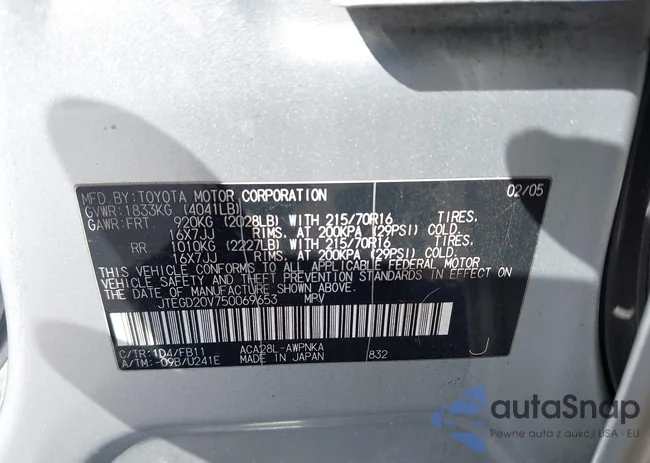 MFD.BY:TOYOTA MOTOR CORPORATION 02/05
GVWR:1833KG (4041LB)
GAWR:FRT. 920KG (2028LB) WITH 215/70R16 TIRES,
16X7JJ RIMS, AT 200KPA (29PSI) COLD.
RR 1010KG (2227LB) WITH 215/70R16 TIRES,
16X7JJ RIMS, AT 200KPA (29PSI) COLD.
THIS VEHICLE CONFORMS TO ALL APPLICABLE FEDERAL MOTOR
VEHICLE SAFETY AND THEFT PREVENTION STANDARDS IN EFFECT ON
THE DATE OF MANUFACTURE SHOWN ABOVE.
JTEGD20V750069653 MPV
C/TR:1D4/FB11 ACA28L-AWPNKA
A/TM:-09B/U241E MADE IN JAPAN 832 J
autoSnap
Pewne auta z aukcji USA i EU